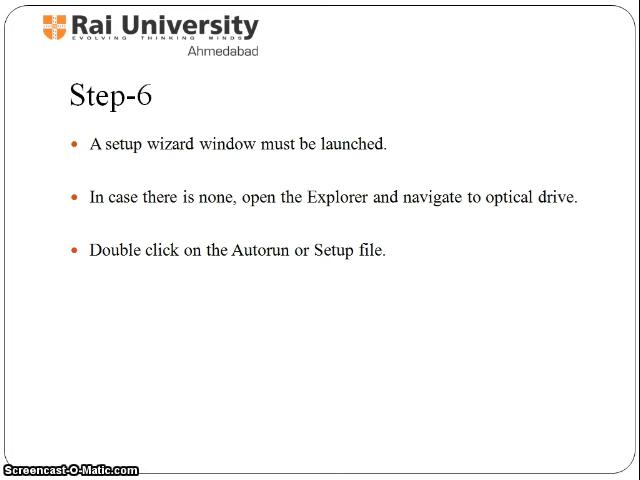 Rai University
EVOLVING THINKING MINDS
Ahmedabad
Step-6
• A setup wizard window must be launched.
• In case there is none, open the Explorer and navigate to optical drive.
• Double click on the Autorun or Setup file.
Screencast-O-Matic.com